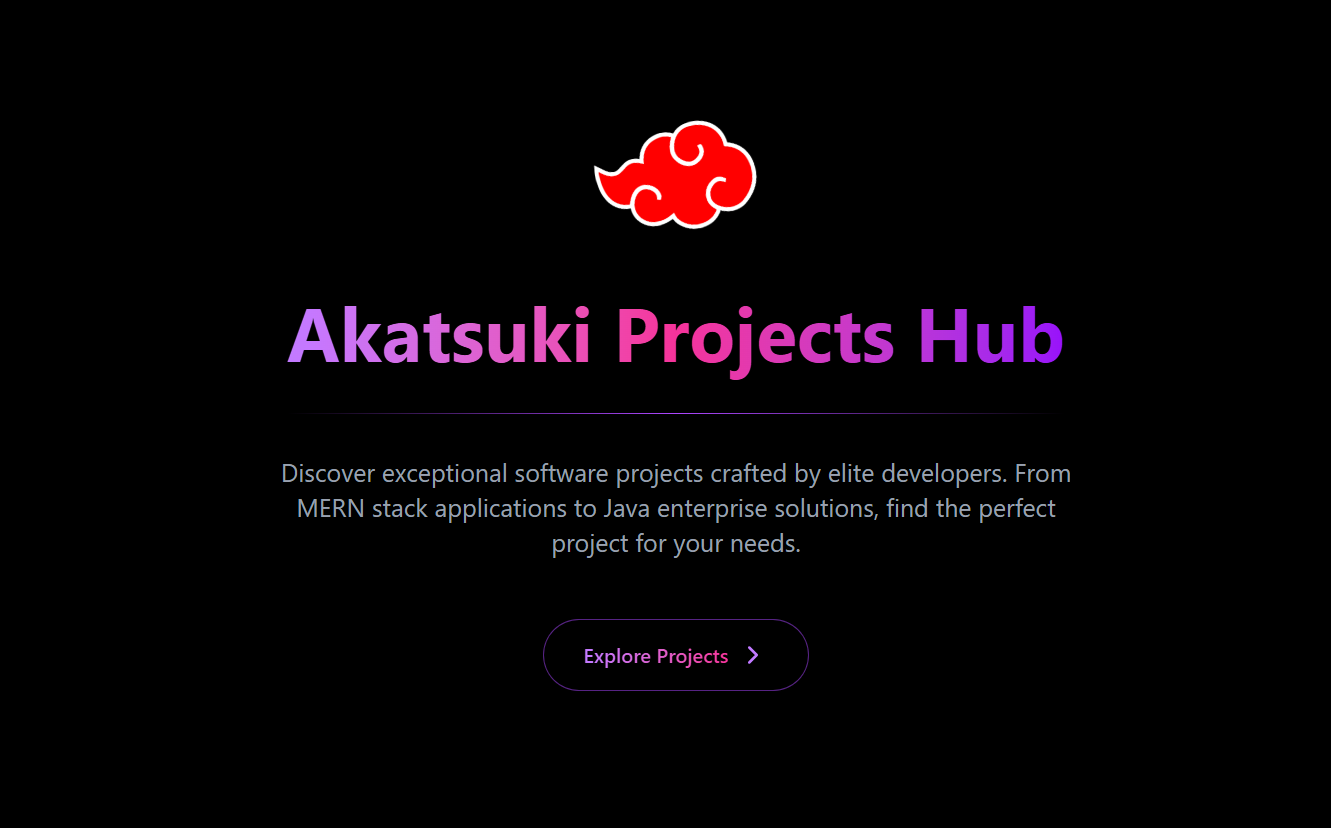 Akatsuki Projects Hub
Discover exceptional software projects crafted by elite developers. From
MERN stack applications to Java enterprise solutions, find the perfect
project for your needs.
Explore Projects